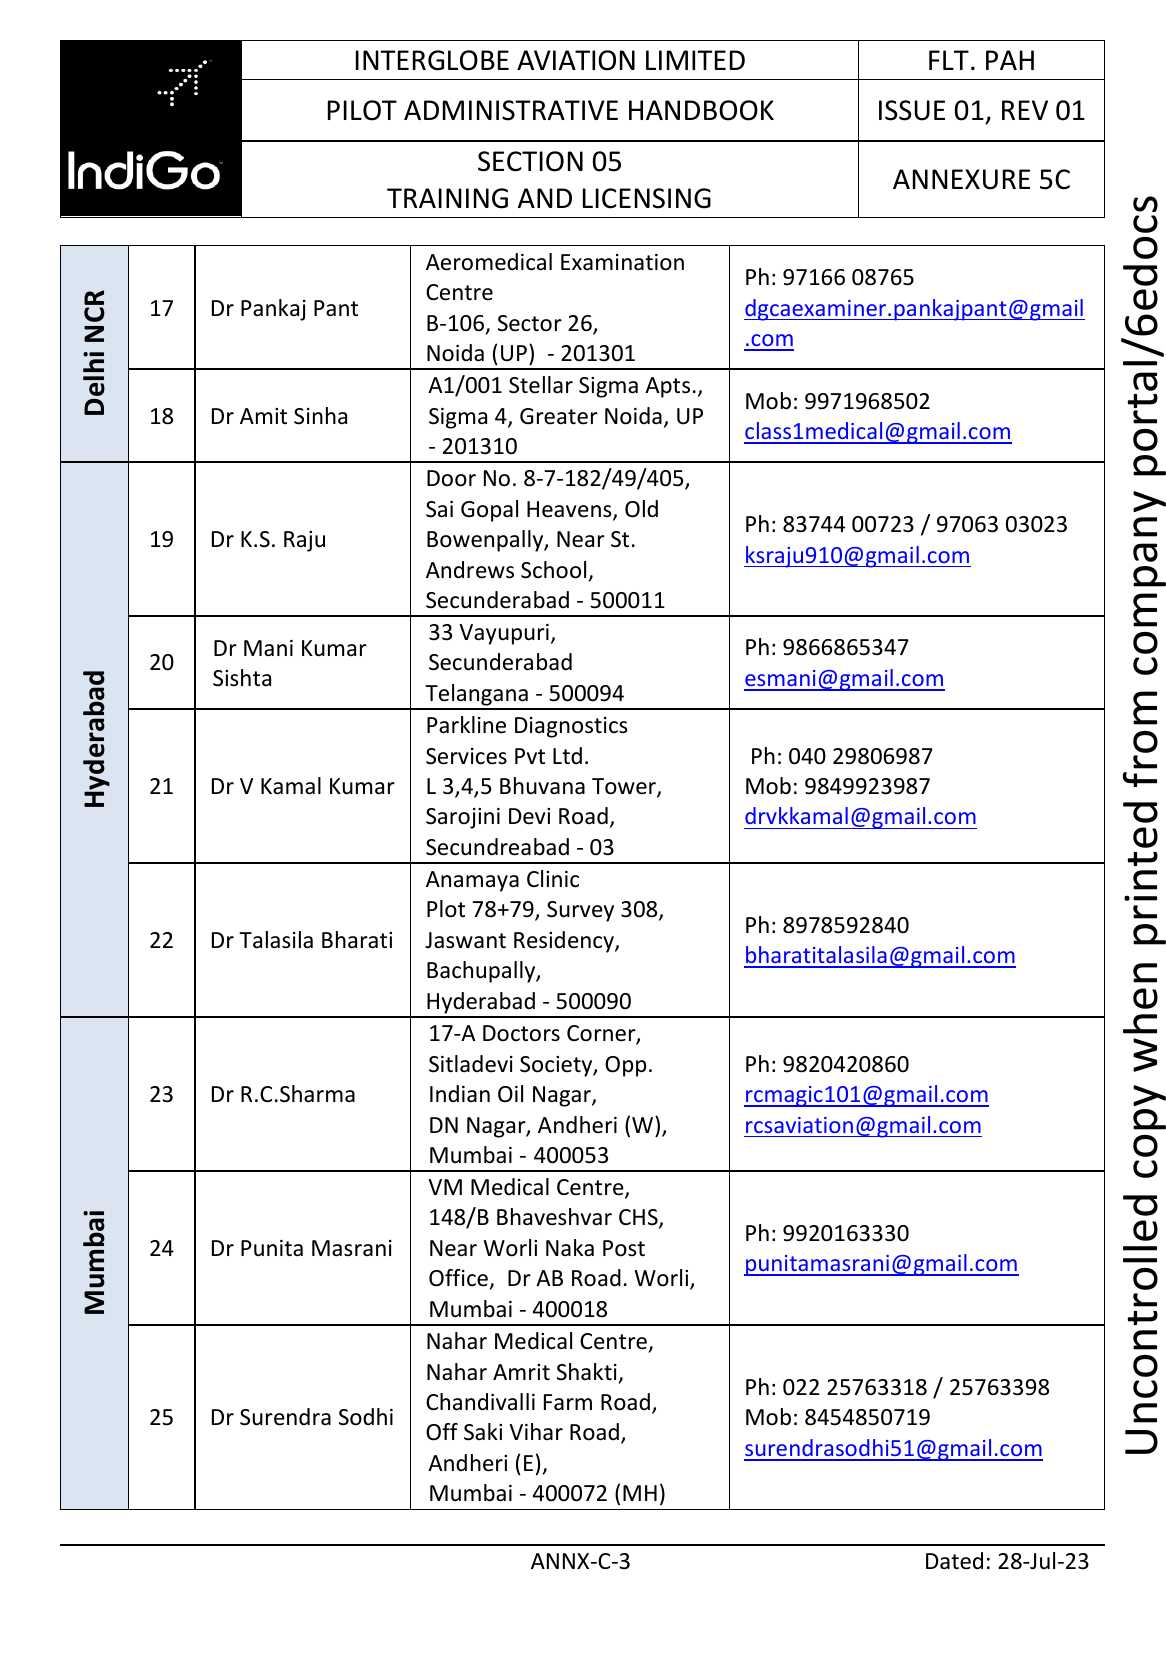 IndiGo
INTERGLOBE AVIATION LIMITED
FLT. PAH
PILOT ADMINISTRATIVE HANDBOOK
ISSUE 01, REV 01
SECTION 05
TRAINING AND LICENSING
ANNEXURE 5C
Delhi NCR
17
Dr Pankaj Pant
Aeromedical Examination
Centre
B-106, Sector 26,
Noida (UP)  - 201301
Ph: 97166 08765
dgcaexaminer.pankajpant@gmail
.com
18
Dr Amit Sinha
A1/001 Stellar Sigma Apts.,
Sigma 4, Greater Noida, UP
- 201310
Mob: 9971968502
class1medical@gmail.com
Hyderabad
19
Dr K.S. Raju
Door No. 8-7-182/49/405,
Sai Gopal Heavens, Old
Bowenpally, Near St.
Andrews School,
Secunderabad - 500011
Ph: 83744 00723 / 97063 03023
ksraju910@gmail.com
20
Dr Mani Kumar
Sishta
33 Vayupuri,
Secunderabad
Telangana - 500094
Ph: 9866865347
esmani@gmail.com
21
Dr V Kamal Kumar
Parkline Diagnostics
Services Pvt Ltd.
L 3,4,5 Bhuvana Tower,
Sarojini Devi Road,
Secundreabad - 03
Ph: 040 29806987
Mob: 9849923987
drvkkamal@gmail.com
22
Dr Talasila Bharati
Anamaya Clinic
Plot 78+79, Survey 308,
Jaswant Residency,
Bachupally,
Hyderabad - 500090
Ph: 8978592840
bharatitalasila@gmail.com
Mumbai
23
Dr R.C.Sharma
17-A Doctors Corner,
Sitladevi Society, Opp.
Indian Oil Nagar,
DN Nagar, Andheri (W),
Mumbai - 400053
Ph: 9820420860
rcmagic101@gmail.com
rcsaviation@gmail.com
24
Dr Punita Masrani
VM Medical Centre,
148/B Bhaveshvar CHS,
Near Worli Naka Post
Office,  Dr AB Road. Worli,
Mumbai - 400018
Ph: 9920163330
punitamasrani@gmail.com
25
Dr Surendra Sodhi
Nahar Medical Centre,
Nahar Amrit Shakti,
Chandivalli Farm Road,
Off Saki Vihar Road,
Andheri (E),
Mumbai - 400072 (MH)
Ph: 022 25763318 / 25763398
Mob: 8454850719
surendrasodhi51@gmail.com
ANNX-C-3
Dated: 28-Jul-23
Uncontrolled copy when printed from company portal/6edocs